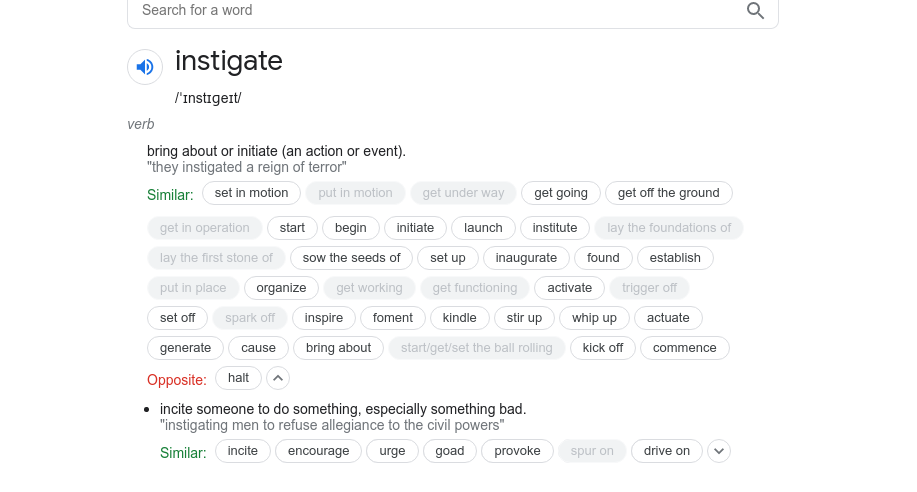 Search for a word
instigate
/ˈɪnstɪɡeɪt/
verb
bring about or initiate (an action or event).
"they instigated a reign of terror"
Similar: set in motion put in motion get under way get going get off the ground
get in operation start begin initiate launch institute lay the foundations of
lay the first stone of sow the seeds of set up inaugurate found establish
put in place organize get working get functioning activate trigger off
set off spark off inspire foment kindle stir up whip up actuate
generate cause bring about start/get/set the ball rolling kick off commence
Opposite: halt
• incite someone to do something, especially something bad.
"instigating men to refuse allegiance to the civil powers"
Similar: incite encourage urge goad provoke spur on drive on